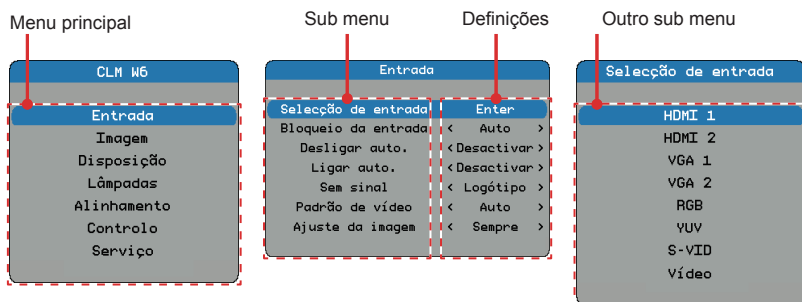 Menu principal
Sub menu
Definições
Outro sub menu
CLM W6
Entrada
Imagem
Disposição
Lâmpadas
Alinhamento
Controlo
Serviço
Entrada
Selecção de entrada Enter
Bloqueio da entrada < Auto >
Desligar auto. < Desactivar >
Ligar auto. < Desactivar >
Sem sinal < Logótipo >
Padrão de vídeo < Auto >
Ajuste da imagem < Sempre >
Selecção de entrada
HDMI 1
HDMI 2
VGA 1
VGA 2
RGB
YUV
S-VID
Vídeo